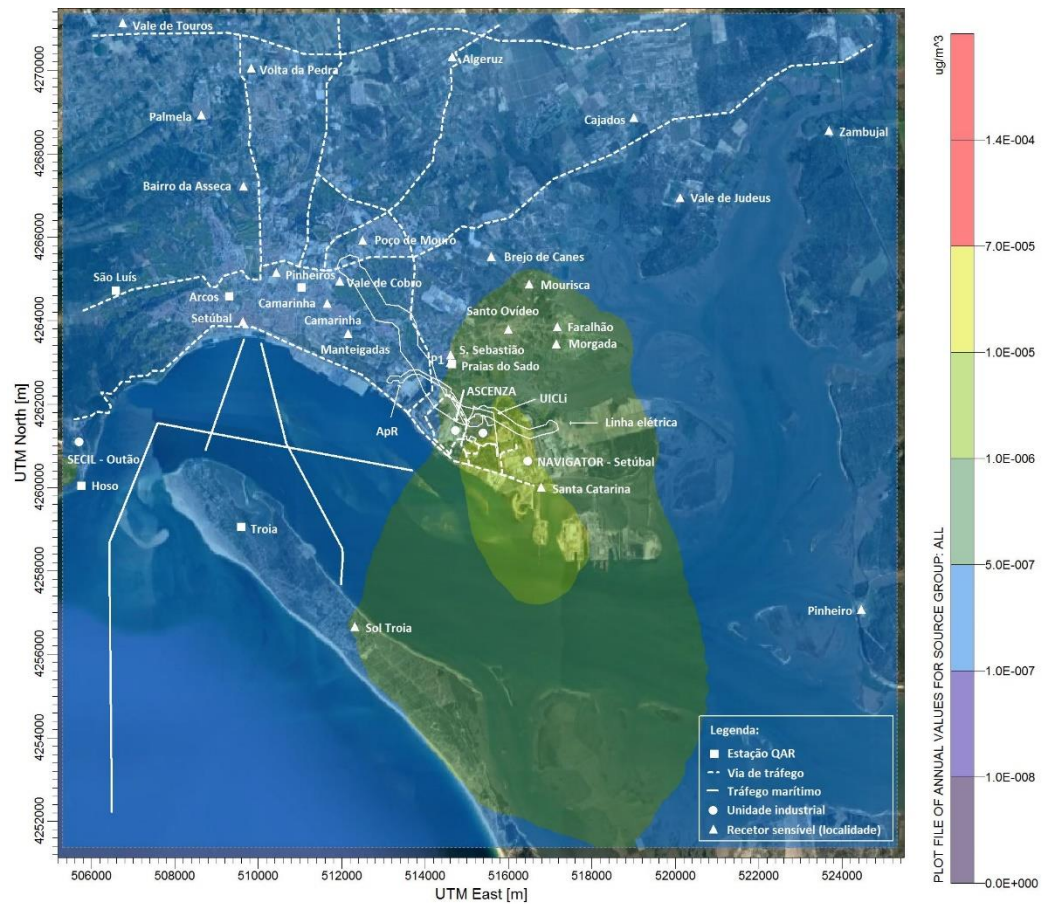 Vale de Touros
Volta da Pedra
Algeruz
Palmela
Cajados
Zambujal
Bairro da Asseca
Vale de Judeus
Poço de Mouro
Brejo de Canes
São Luís
Pinheiros
Vale de Cobro
Mourisca
Arcos
Camarinha
Setúbal
Camarinha
Santo Ovídeo
Faralhão
Manteigadas
Morgada
P1
S. Sebastião
Praias do Sado
ASCENZA
UICLi
ApR
Linha elétrica
SECIL - Outão
NAVIGATOR - Setúbal
Hoso
Santa Catarina
Troia
Pinheiro
Sol Troia
Legenda:
Estação QAR
Via de tráfego
Tráfego marítimo
Unidade industrial
Recetor sensível (localidade)
UTM North [m]
4270000
4268000
4266000
4264000
4262000
4260000
4258000
4256000
4254000
4252000
506000 508000 510000 512000 514000 516000 518000 520000 522000 524000
UTM East [m]
ug/m^3
1.4E-004
7.0E-005
1.0E-005
1.0E-006
5.0E-007
1.0E-007
1.0E-008
0.0E+000
PLOT FILE OF ANNUAL VALUES FOR SOURCE GROUP: ALL